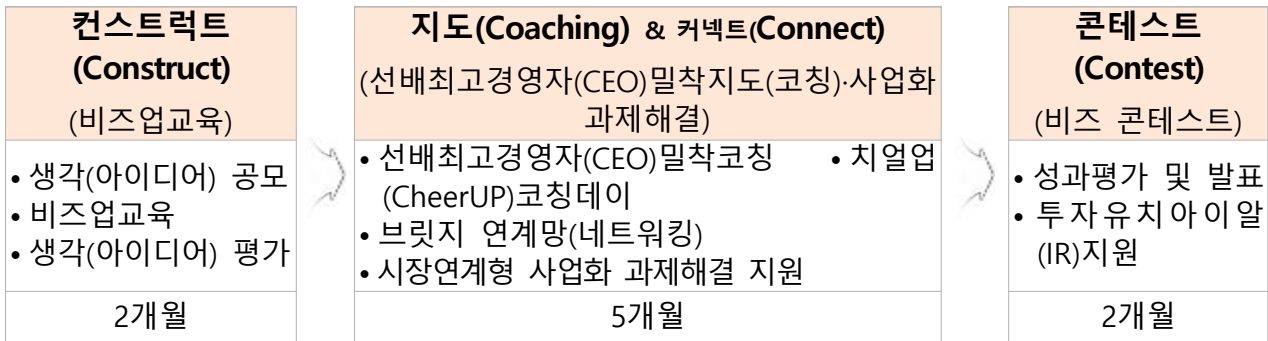 컨스트럭트
(Construct)
(비즈업교육)
• 생각(아이디어) 공모
• 비즈업교육
• 생각(아이디어) 평가
2개월
지도(Coaching) & 커넥트(Connect)
(선배최고경영자(CEO)밀착지도(코칭)·사업화
과제해결)
• 선배최고경영자(CEO)밀착코칭 • 치얼업
(CheerUP)코칭데이
• 브릿지 연계망(네트워킹)
• 시장연계형 사업화 과제해결 지원
5개월
콘테스트
(Contest)
(비즈 콘테스트)
• 성과평가 및 발표
• 투자유치아이알
(IR)지원
2개월